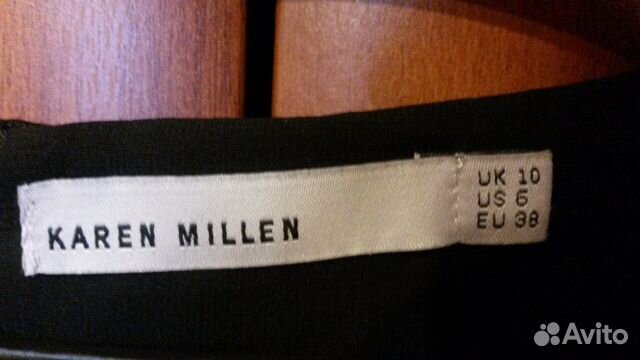 KAREN MILLEN
UK 10
US 6
EU 38
Avito